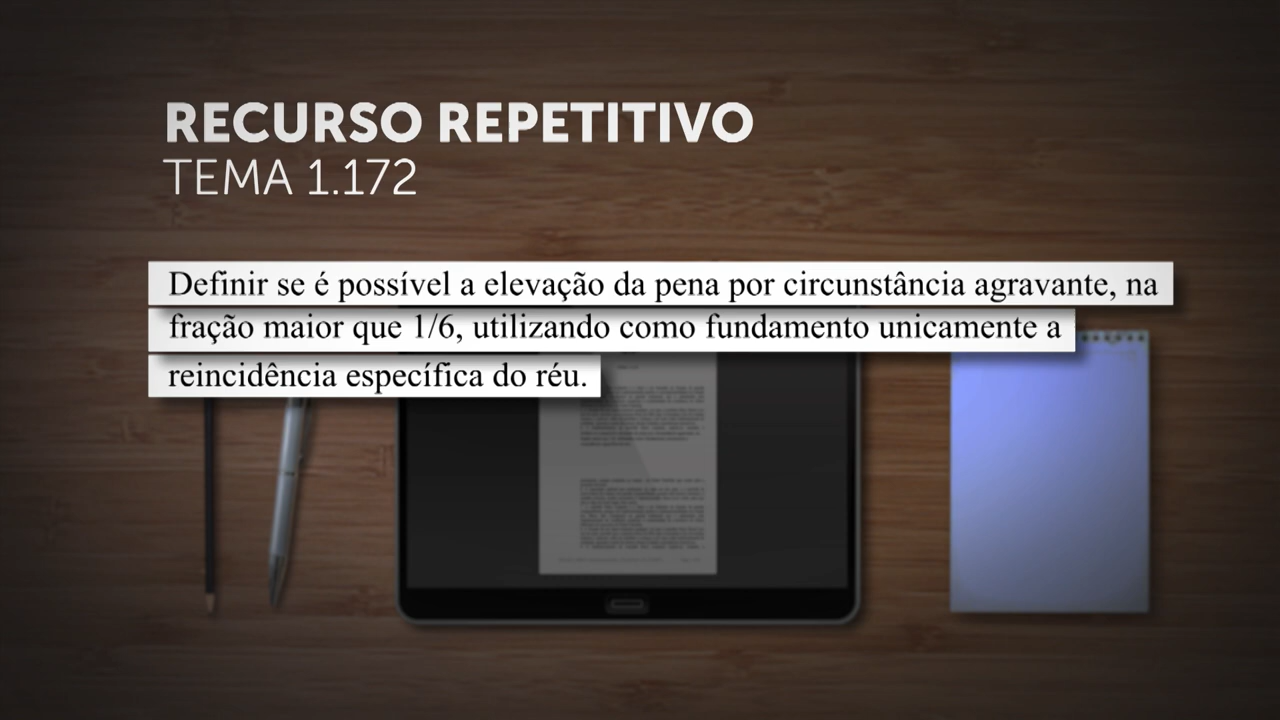 RECURSO REPETITIVO
TEMA 1.172
Definir se é possível a elevação da pena por circunstância agravante, na
fração maior que 1/6, utilizando como fundamento unicamente a
reincidência específica do réu.